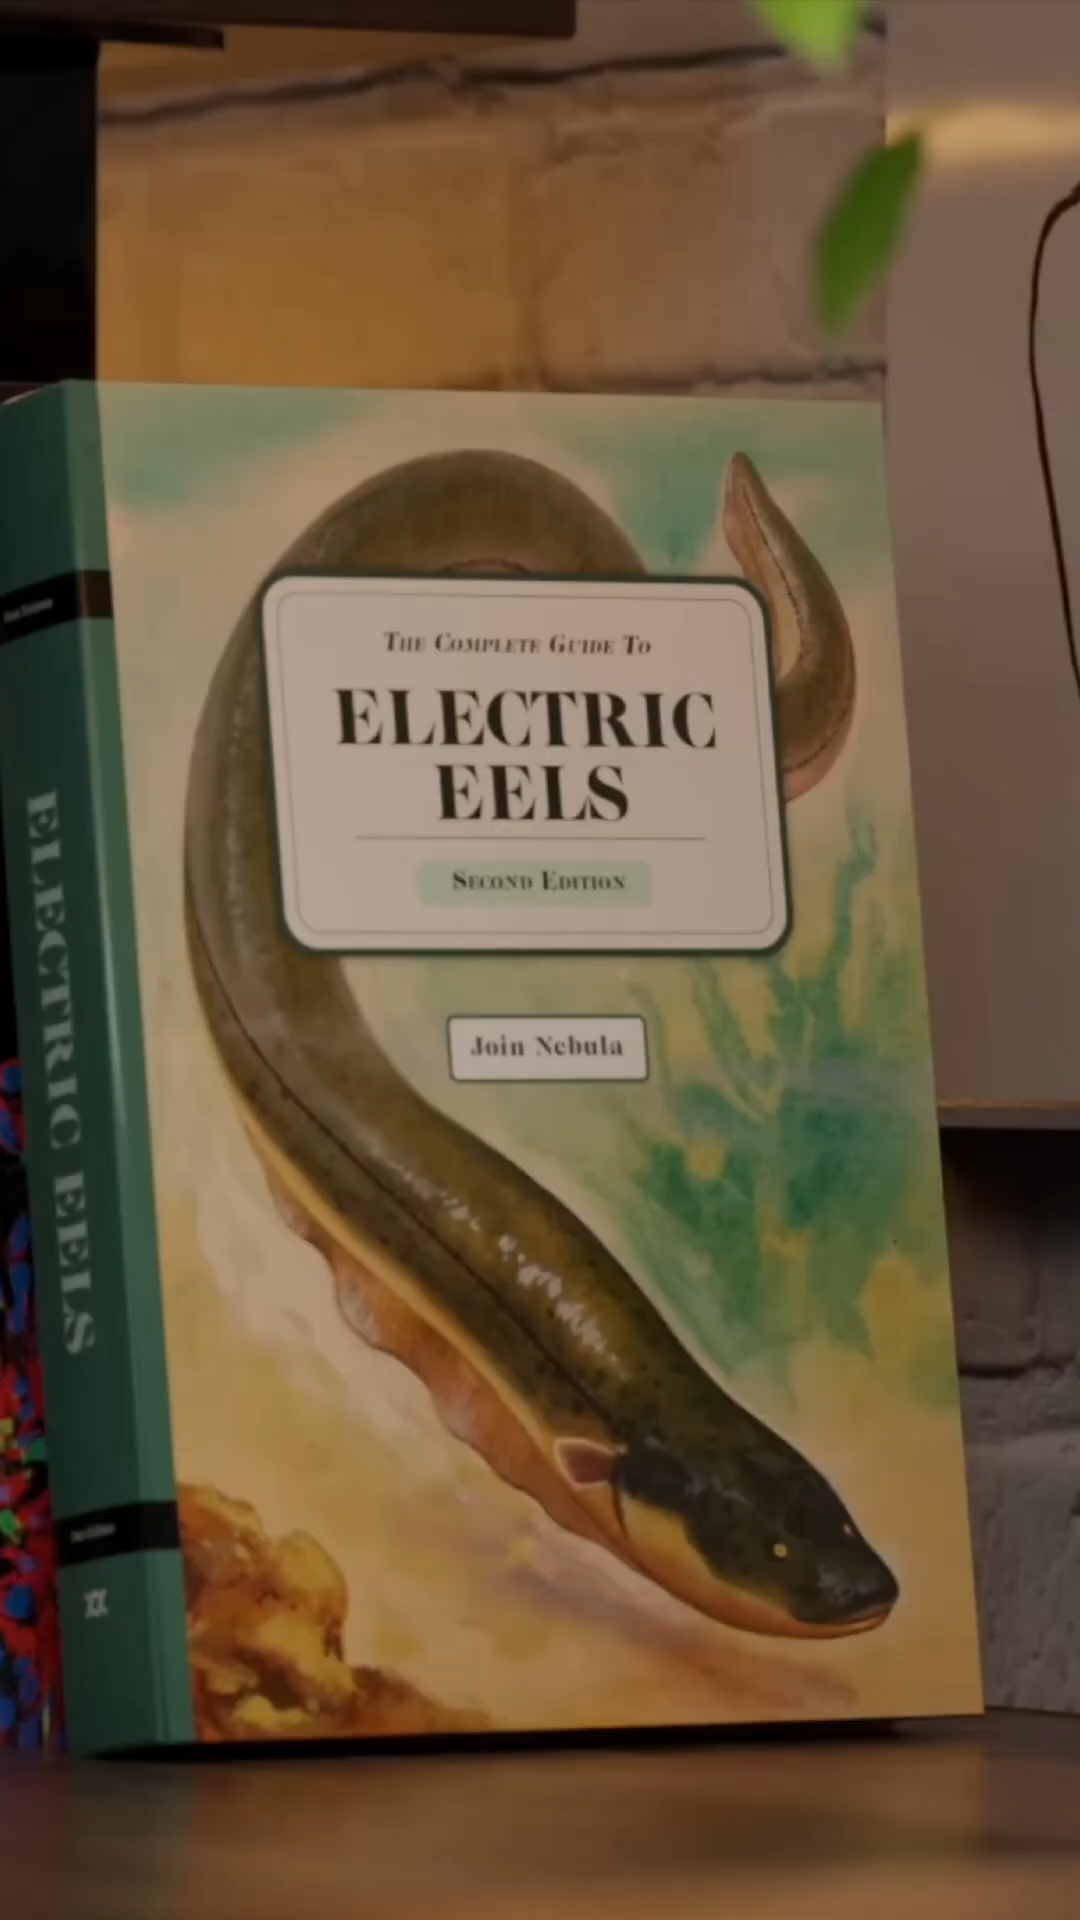 The Complete Guide To
ELECTRIC
EELS
Second Edition
Join Nebula
ELECTRIC EELS